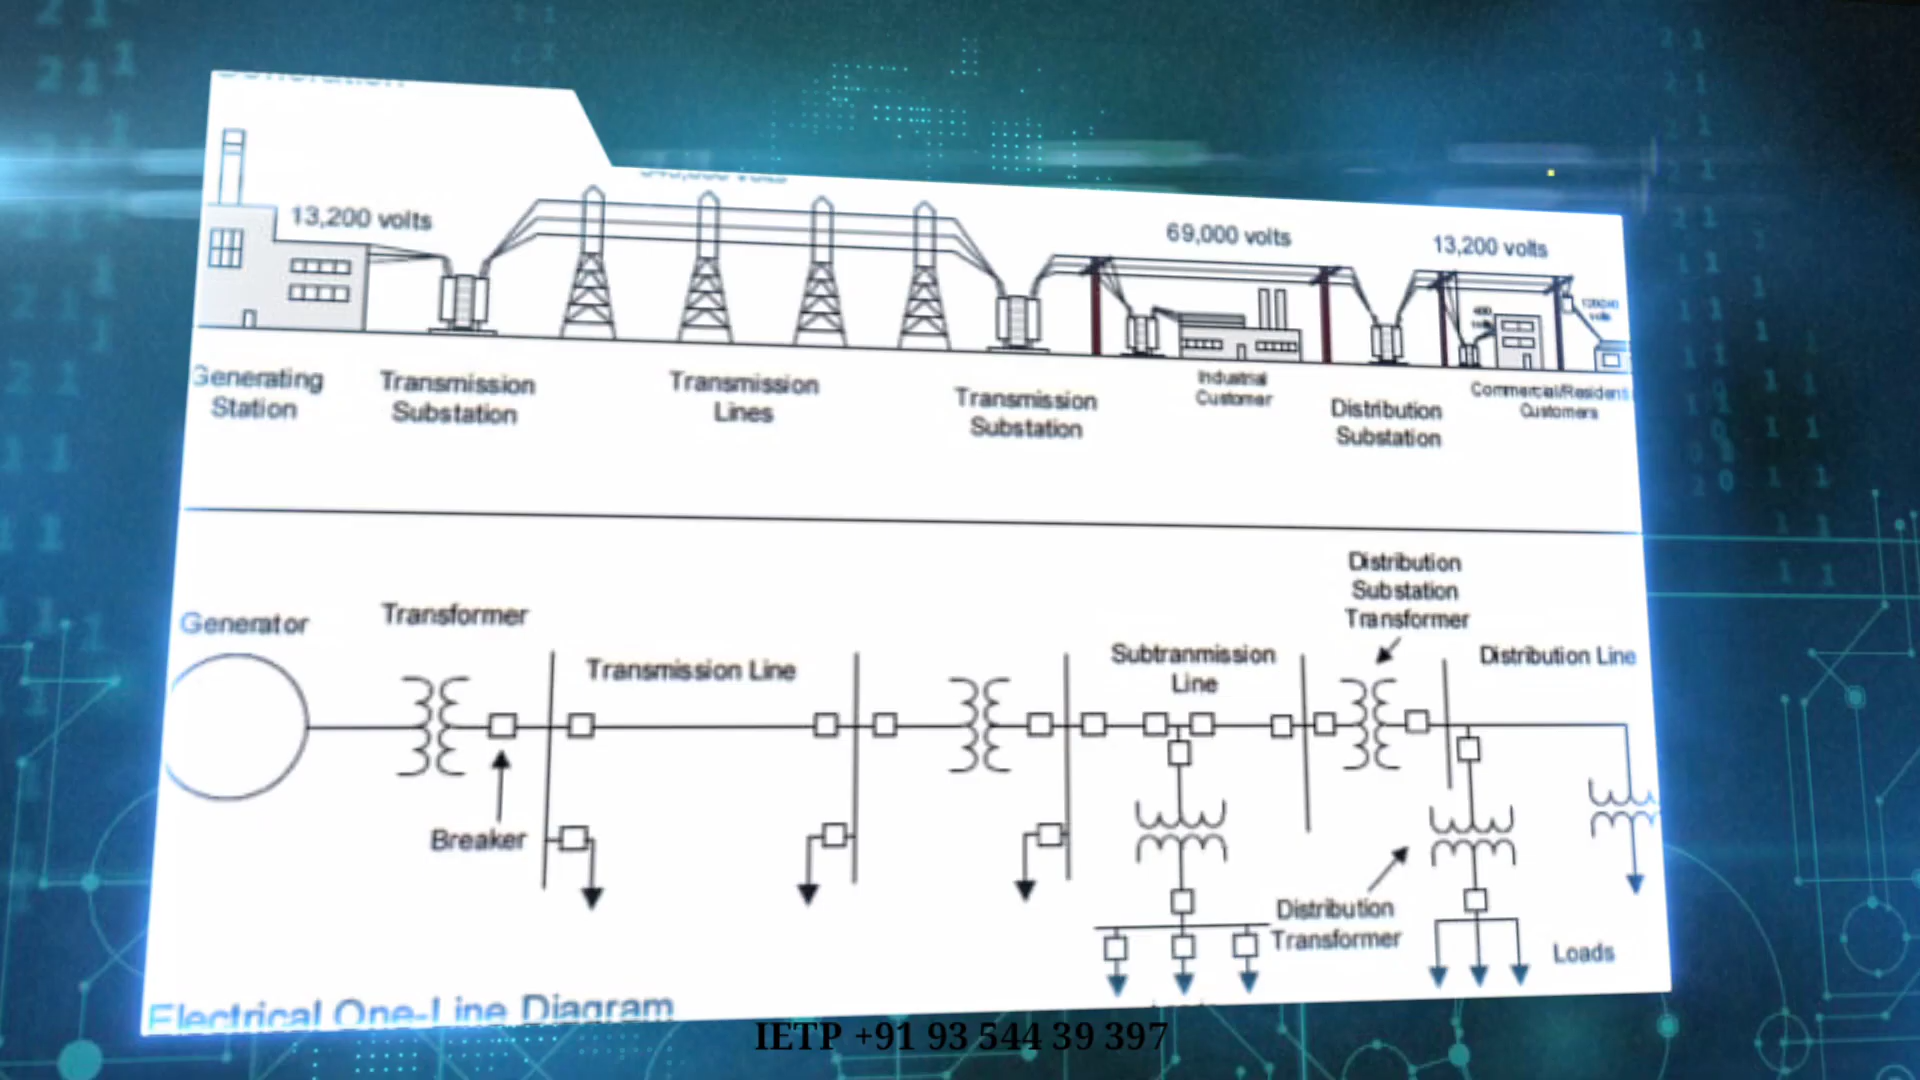 13,200 volts
69,000 volts
13,200 volts
Generating
Station
Transmission
Substation
Transmission
Lines
Transmission
Substation
Industrial
Customer
Distribution
Substation
Commercial/Resident
Customers
Generator
Transformer
Breaker
Transmission Line
Subtranmission
Line
Distribution
Substation
Transformer
Distribution Line
Distribution
Transformer
Loads
Electrical One-Line Diagram
IETP +91 93 544 39 397